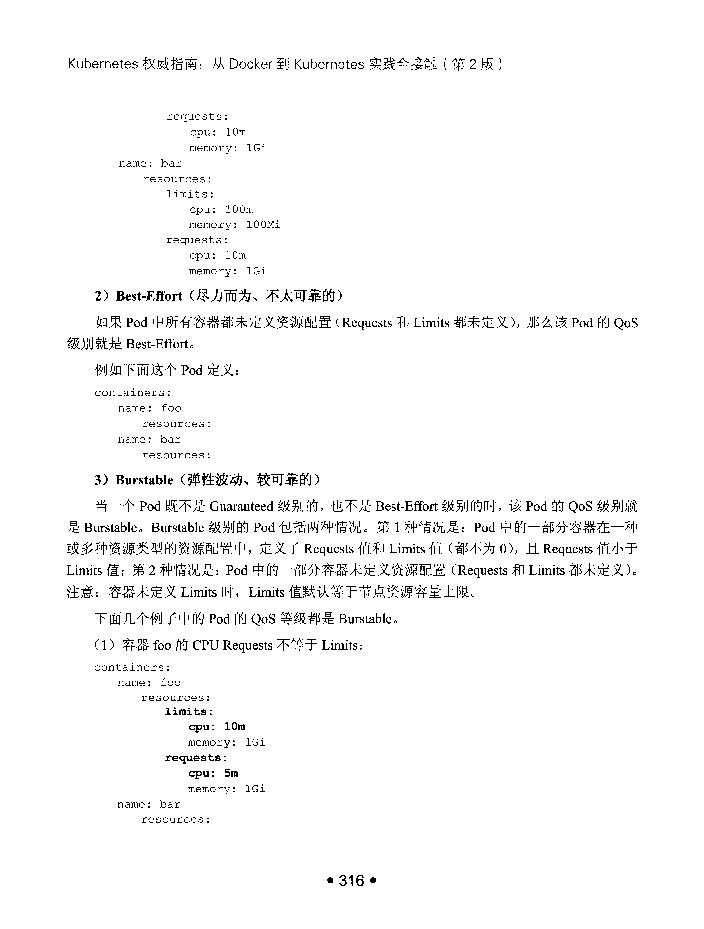 Kubernetes 权威指南：从 Docker 到 Kubernetes 实践全接触（第 2 版）
requests:
cpu: 10m
memory: 1Gi
name: bar
resources:
limits:
cpu: 100m
memory: 100Mi
requests:
cpu: 10m
memory: 1Gi
2）Best-Effort（尽力而为、不太可靠的）
如果 Pod 中所有容器都未定义资源配置（Requests 和 Limits 都未定义），那么该 Pod 的 QoS
级别就是 Best-Effort。
例如下面这个 Pod 定义：
containers:
name: foo
resources:
name: bar
resources:
3）Burstable（弹性波动、较可靠的）
当一个 Pod 既不是 Guaranteed 级别的，也不是 Best-Effort 级别的时，该 Pod 的 QoS 级别就
是 Burstable。Burstable 级别的 Pod 包括两种情况。第 1 种情况是：Pod 中的一部分容器在一种
或多种资源类型的资源配置中，定义了 Requests 值和 Limits 值（都不为 0），且 Requests 值小于
Limits 值；第 2 种情况是：Pod 中的一部分容器未定义资源配置（Requests 和 Limits 都未定义）。
注意：容器未定义 Limits 时，Limits 值默认等于节点资源容量上限。
下面几个例子中的 Pod 的 QoS 等级都是 Burstable。
（1）容器 foo 的 CPU Requests 不等于 Limits：
containers:
name: foo
resources:
limits:
cpu: 10m
memory: 1Gi
requests:
cpu: 5m
memory: 1Gi
name: bar
resources:
• 316 •